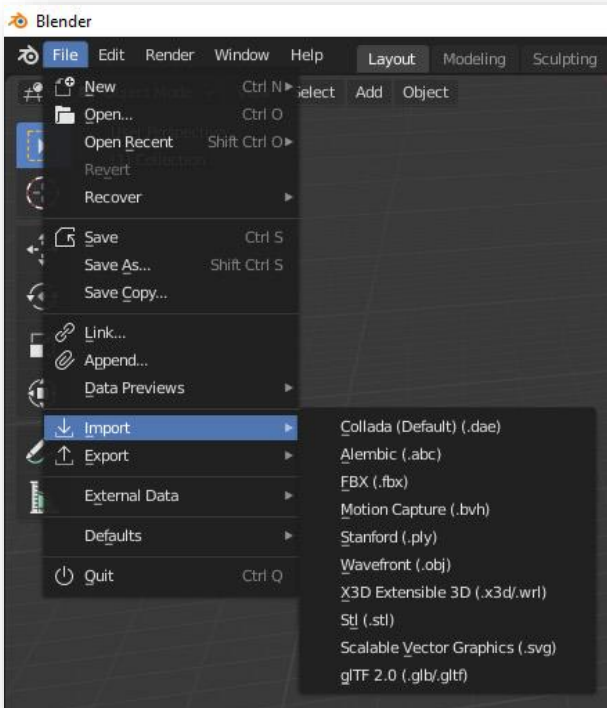 Blender
File Edit Render Window Help Layout Modeling Sculpting
New Ctrl N
Select Add Object
Open... Ctrl O
Open Recent Shift Ctrl O
Revert
Recover
Save Ctrl S
Save As... Shift Ctrl S
Save Copy...
Link...
Append...
Data Previews
Import
Export
External Data
Defaults
Quit Ctrl Q
Collada (Default) (.dae)
Alembic (.abc)
FBX (.fbx)
Motion Capture (.bvh)
Stanford (.ply)
Wavefront (.obj)
X3D Extensible 3D (.x3d/.wrl)
Stl (.stl)
Scalable Vector Graphics (.svg)
glTF 2.0 (.glb/.gltf)